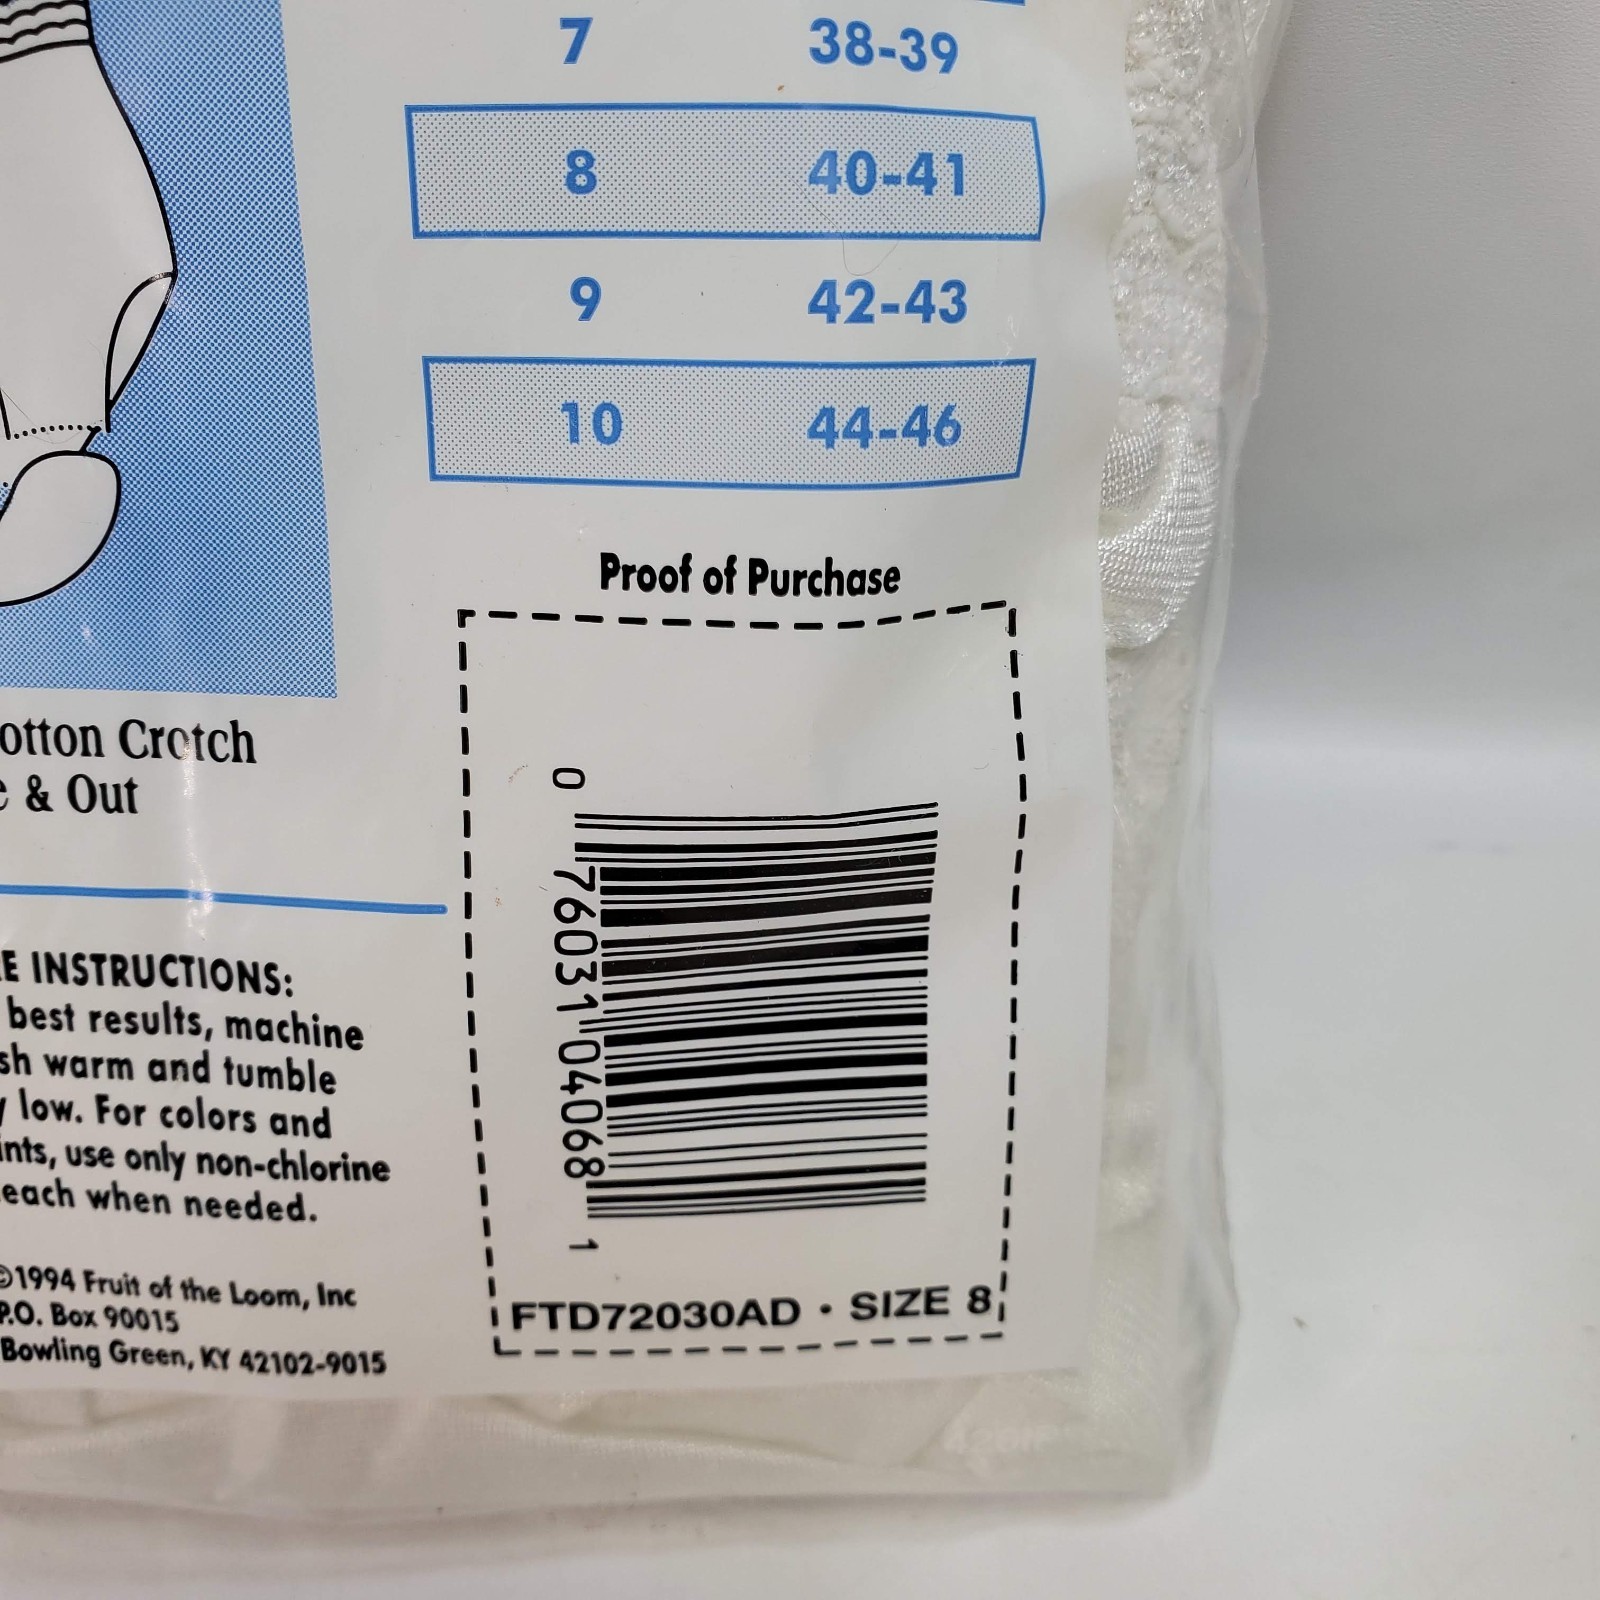 7 38-39
8 40-41
9 42-43
10 44-46
Proof of Purchase
otton Crotch
e & Out
0 76031 04068 1
FTD72030AD • SIZE 8
E INSTRUCTIONS:
best results, machine
sh warm and tumble
y low. For colors and
ints, use only non-chlorine
each when needed.
©1994 Fruit of the Loom, Inc
P.O. Box 90015
Bowling Green, KY 42102-9015